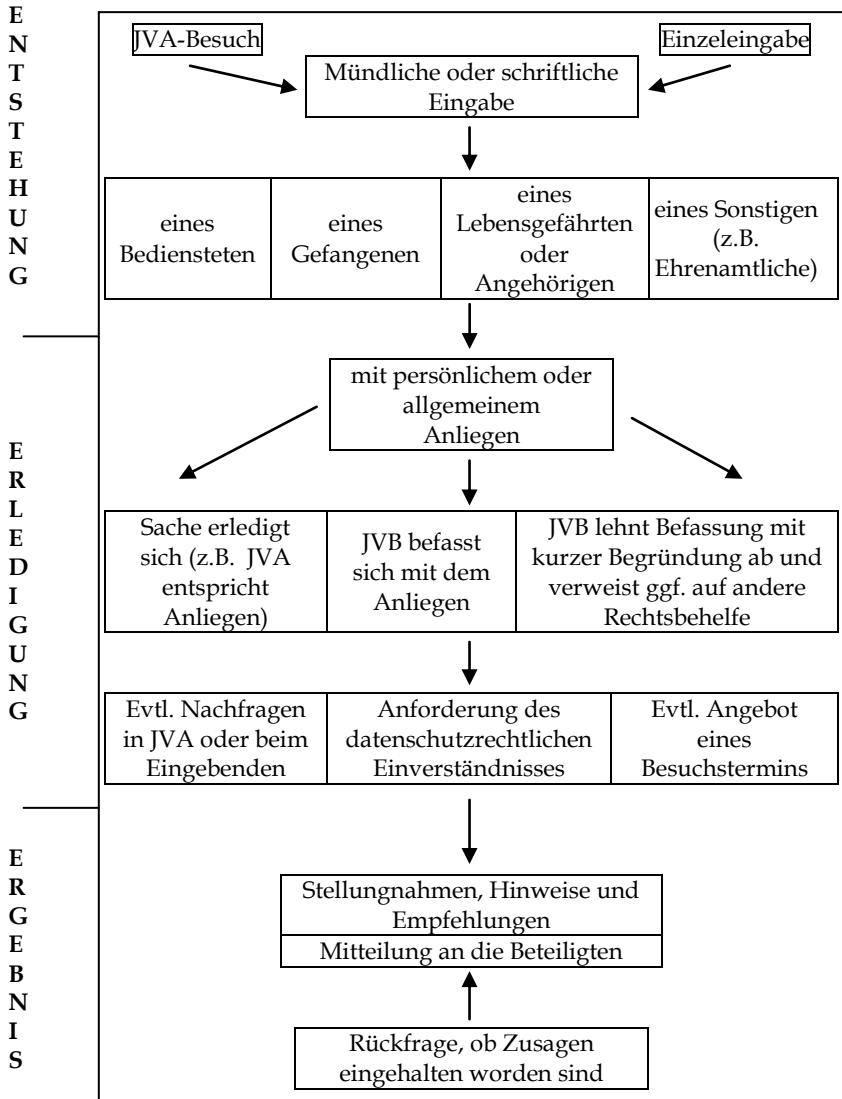 ENTSTEHUNG
JVA-Besuch
Einzeleingabe
Mündliche oder schriftliche
Eingabe
eines
Bediensteten
eines
Gefangenen
eines
Lebensgefährten
oder
Angehörigen
eines Sonstigen
(z.B.
Ehrenamtliche)
ERLEDIGUNG
mit persönlichem oder
allgemeinem
Anliegen
Sache erledigt
sich (z.B. JVA
entspricht
Anliegen)
JVB befasst
sich mit dem
Anliegen
JVB lehnt Befassung mit
kurzer Begründung ab und
verweist ggf. auf andere
Rechtsbehelfe
Evtl. Nachfragen
in JVA oder beim
Eingebenden
Anforderung des
datenschutzrechtlichen
Einverständnisses
Evtl. Angebot
eines
Besuchstermins
ERGEBNIS
Stellungnahmen, Hinweise und
Empfehlungen
Mitteilung an die Beteiligten
Rückfrage, ob Zusagen
eingehalten worden sind